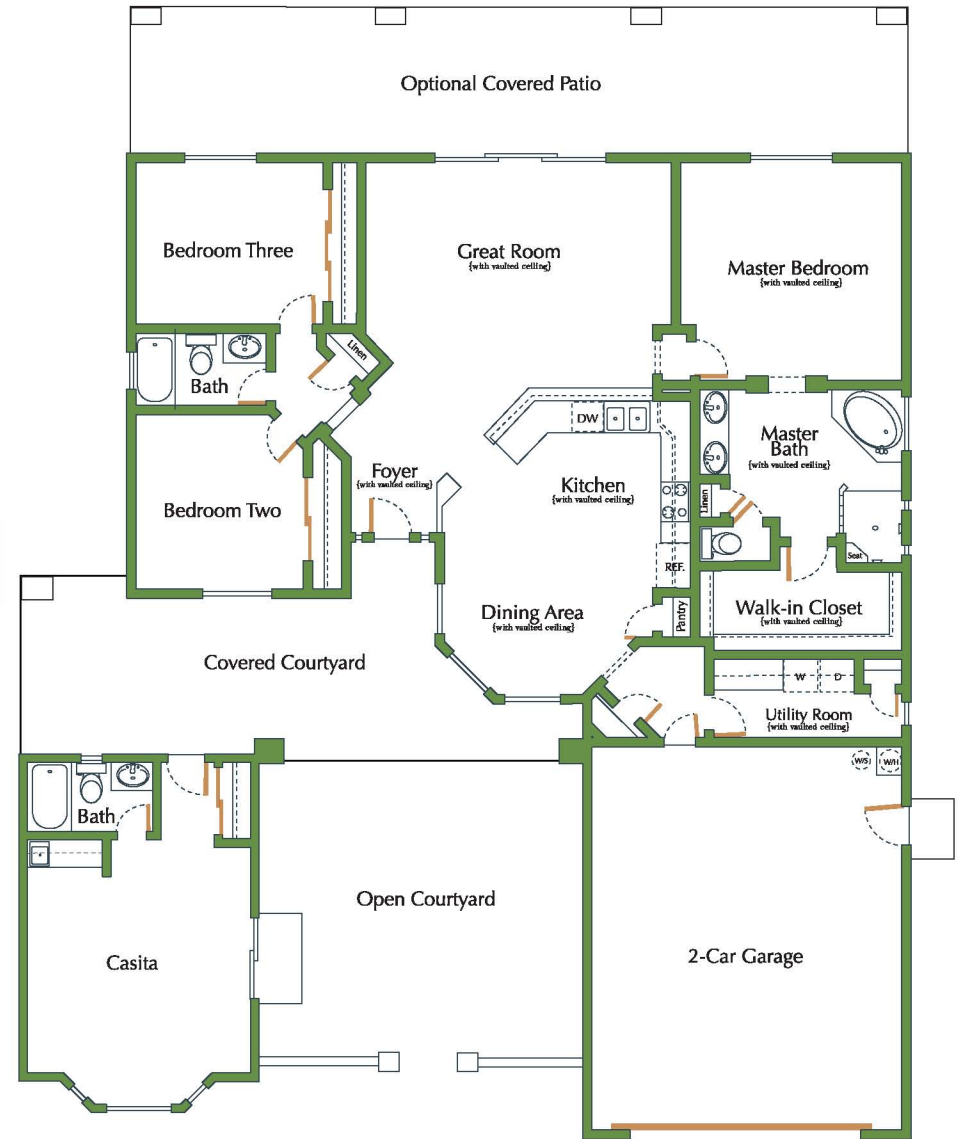 Optional Covered Patio
Bedroom Three
Great Room
{with vaulted ceiling}
Master Bedroom
{with vaulted ceiling}
Linen
Bath
DW
Master
Bath
{with vaulted ceiling}
Foyer
{with vaulted ceiling}
Kitchen
{with vaulted ceiling}
Linen
Bedroom Two
Seat
REF.
Dining Area
{with vaulted ceiling}
Pantry
Walk-in Closet
{with vaulted ceiling}
Covered Courtyard
W
D
Utility Room
{with vaulted ceiling}
W/S
W/H
Bath
Open Courtyard
Casita
2-Car Garage